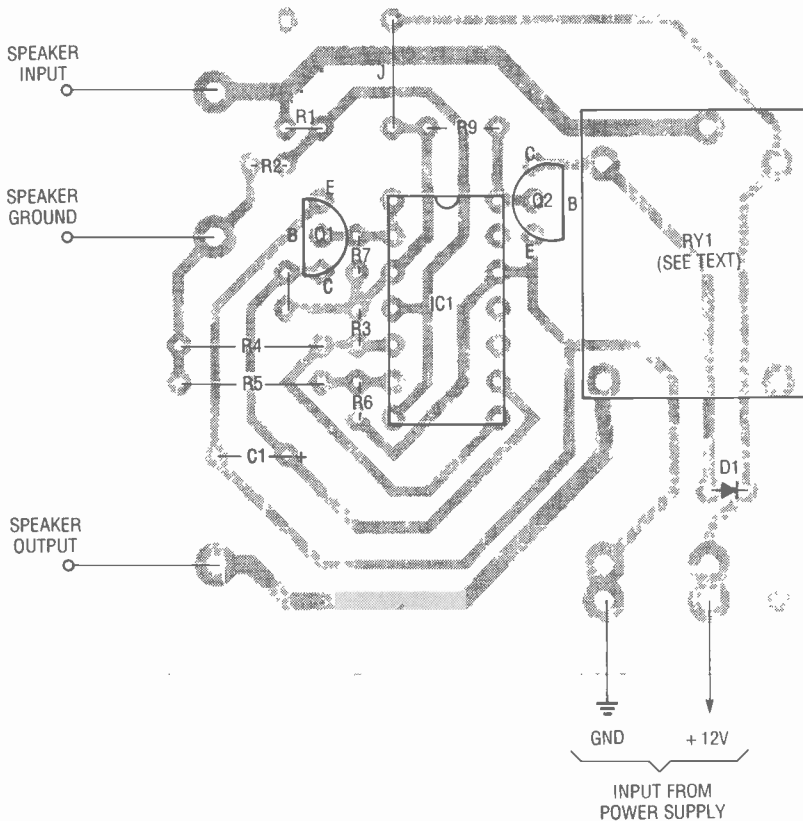 SPEAKER
INPUT
J
R1
R9
R2
C
E
Q2
B
SPEAKER
GROUND
B
Q1
E
RY1
(SEE TEXT)
R7
C
IC1
R3
R4
R5
R6
C1
+
D1
SPEAKER
OUTPUT
GND
+ 12V
INPUT FROM
POWER SUPPLY